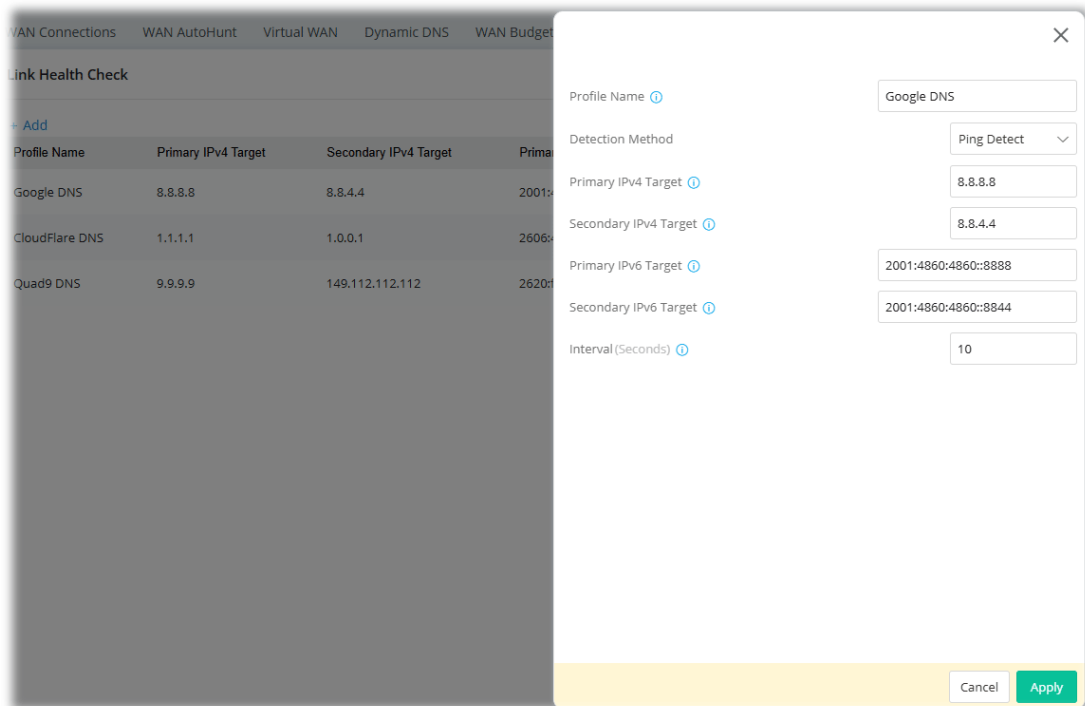 WAN Connections WAN AutoHunt Virtual WAN Dynamic DNS WAN Budget
Link Health Check
+ Add
Profile Name Primary IPv4 Target Secondary IPv4 Target
Google DNS 8.8.8.8 8.8.4.4
CloudFlare DNS 1.1.1.1 1.0.0.1
Quad9 DNS 9.9.9.9 149.112.112.112
Profile Name Google DNS
Detection Method Ping Detect
Primary IPv4 Target 8.8.8.8
Secondary IPv4 Target 8.8.4.4
Primary IPv6 Target 2001:4860:4860::8888
Secondary IPv6 Target 2001:4860:4860::8844
Interval (Seconds) 10
Cancel Apply